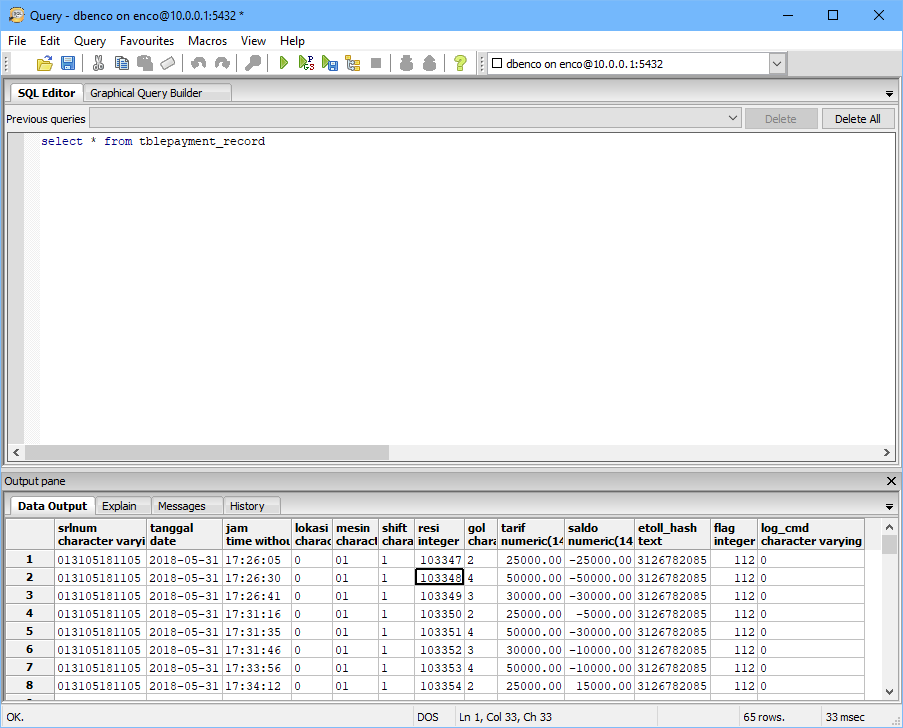 Query - dbenco on enco@10.0.0.1:5432 *
File Edit Query Favourites Macros View Help
dbenco on enco@10.0.0.1:5432
SQL Editor Graphical Query Builder
Previous queries Delete Delete All
select * from tblepayment_record
Output pane
Data Output Explain Messages History
srlnum tanggal jam lokasi mesin shift resi gol tarif saldo etoll_hash flag log_cmd
character varyi date time withou charac charact chara integer chara numeric(14 numeric(14 text integer character varying
1 013105181105 2018-05-31 17:26:05 0 01 1 103347 2 25000.00 -25000.00 3126782085 112 0
2 013105181105 2018-05-31 17:26:30 0 01 1 103348 4 50000.00 -50000.00 3126782085 112 0
3 013105181105 2018-05-31 17:26:41 0 01 1 103349 3 30000.00 -30000.00 3126782085 112 0
4 013105181105 2018-05-31 17:31:16 0 01 1 103350 2 25000.00 -5000.00 3126782085 112 0
5 013105181105 2018-05-31 17:31:35 0 01 1 103351 4 50000.00 -30000.00 3126782085 112 0
6 013105181105 2018-05-31 17:31:46 0 01 1 103352 3 30000.00 -10000.00 3126782085 112 0
7 013105181105 2018-05-31 17:33:56 0 01 1 103353 4 50000.00 -10000.00 3126782085 112 0
8 013105181105 2018-05-31 17:34:12 0 01 1 103354 2 25000.00 15000.00 3126782085 112 0
OK. DOS Ln 1, Col 33, Ch 33 65 rows. 33 msec